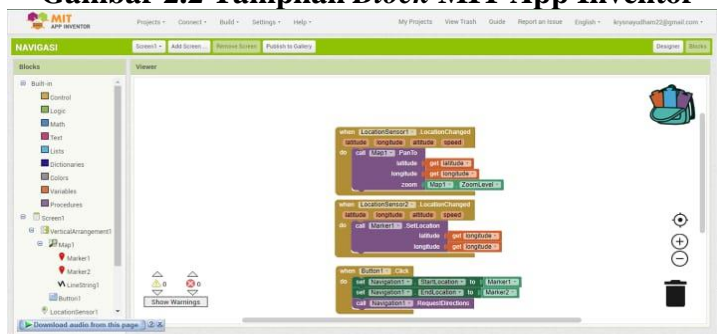 Gambar 2.2 Tampilan Block MIT App Inventor
MIT
APP INVENTOR
Projects Connect Build Settings Help My Projects View Trash Guide Report an Issue English krysnayudham22@gmail.com
NAVIGASI Screen1 Add Screen ... Remove Screen Publish to Gallery Designer Blocks
Blocks Viewer
Built-in
Control
Logic
Math
Text
Lists
Dictionaries
Colors
Variables
Procedures
Screen1
VerticalArrangement1
Map1
Marker1
Marker2
LineString1
Button1
LocationSensor1
when LocationSensor1 .LocationChanged
latitude longitude altitude speed
do call Map1 .PanTo
latitude get latitude
longitude get longitude
zoom Map1 . ZoomLevel
when LocationSensor2 .LocationChanged
latitude longitude altitude speed
do call Marker1 .SetLocation
latitude get longitude
longitude get longitude
when Button1 .Click
do set Navigation1 . StartLocation to Marker1
set Navigation1 . EndLocation to Marker2
call Navigation1 .RequestDirections
0 0
Show Warnings
Download audio from this page ? x